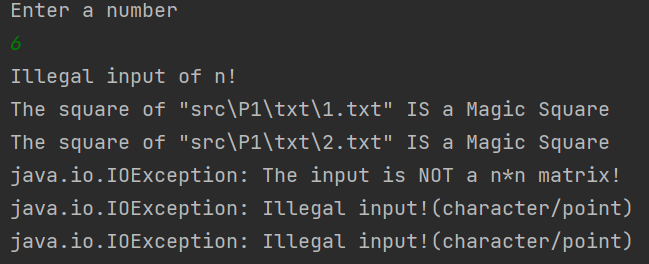 Enter a number
6
Illegal input of n!
The square of "src\P1\txt\1.txt" IS a Magic Square
The square of "src\P1\txt\2.txt" IS a Magic Square
java.io.IOException: The input is NOT a n*n matrix!
java.io.IOException: Illegal input!(character/point)
java.io.IOException: Illegal input!(character/point)